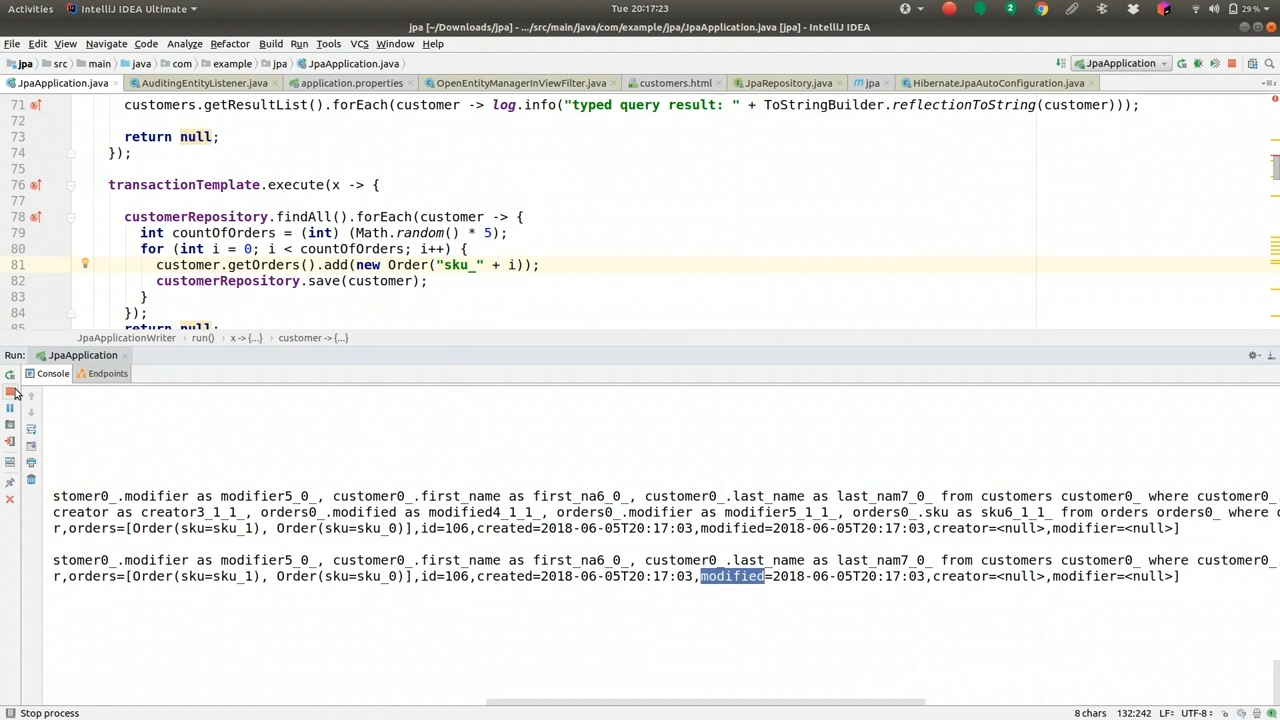 Activities
IntelliJ IDEA Ultimate
Tue 20:17:23
2
29 %
jpa [~/Downloads/jpa] - .../src/main/java/com/example/jpa/JpaApplication.java [jpa] - IntelliJ IDEA
File Edit View Navigate Code Analyze Refactor Build Run Tools VCS Window Help
jpa src main java com example jpa JpaApplication.java
JpaApplication
JpaApplication.java AuditingEntityListener.java application.properties OpenEntityManagerInViewFilter.java customers.html JpaRepository.java jpa HibernateJpaAutoConfiguration.java
71 customers.getResultList().forEach(customer -> log.info("typed query result: " + ToStringBuilder.reflectionToString(customer)));
72
73 return null;
74 });
75
76 transactionTemplate.execute(x -> {
77
78 customerRepository.findAll().forEach(customer -> {
79 int countOfOrders = (int) (Math.random() * 5);
80 for (int i = 0; i < countOfOrders; i++) {
81 customer.getOrders().add(new Order("sku_" + i));
82 customerRepository.save(customer);
83 }
84 });
85 return null;
JpaApplicationWriter run() x -> {...} customer -> {...}
Run: JpaApplication
Console Endpoints
stomer0_.modifier as modifier5_0_, customer0_.first_name as first_na6_0_, customer0_.last_name as last_nam7_0_ from customers customer0_ where customer0_.
creator as creator3_1_1_, orders0_.modified as modified4_1_1_, orders0_.modifier as modifier5_1_1_, orders0_.sku as sku6_1_1_ from orders orders0_ where o
r,orders=[Order(sku=sku_1), Order(sku=sku_0)],id=106,created=2018-06-05T20:17:03,modified=2018-06-05T20:17:03,creator=<null>,modifier=<null>]
stomer0_.modifier as modifier5_0_, customer0_.first_name as first_na6_0_, customer0_.last_name as last_nam7_0_ from customers customer0_ where customer0_.
r,orders=[Order(sku=sku_1), Order(sku=sku_0)],id=106,created=2018-06-05T20:17:03,modified=2018-06-05T20:17:03,creator=<null>,modifier=<null>]
Stop process
8 chars 132:242 LF÷ UTF-8÷